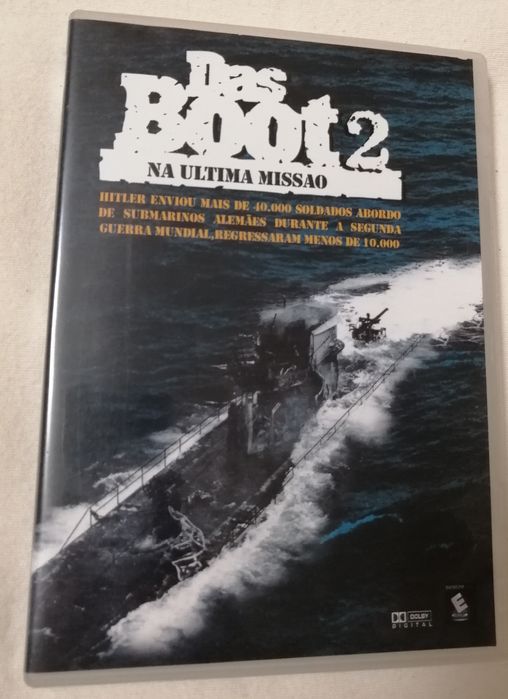 Das
Boot 2
NA ULTIMA MISSAO
HITLER ENVIOU MAIS DE 40.000 SOLDADOS ABORDO
DE SUBMARINOS ALEMÃES DURANTE A SEGUNDA
GUERRA MUNDIAL,REGRESSARAM MENOS DE 10.000
DOLBY
DIGITAL
E